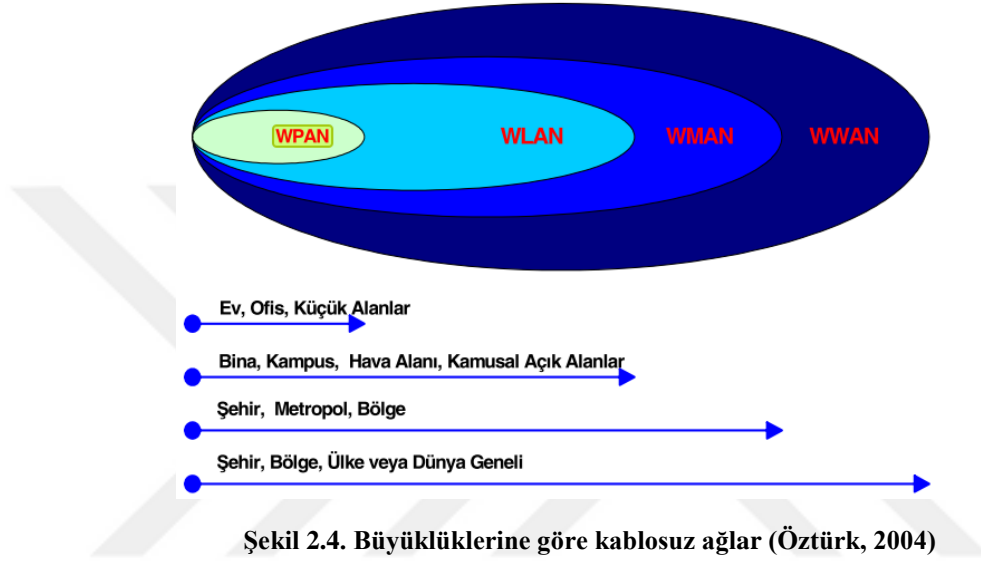 WPAN WLAN WMAN WWAN
Ev, Ofis, Küçük Alanlar
Bina, Kampus, Hava Alanı, Kamusal Açık Alanlar
Şehir, Metropol, Bölge
Şehir, Bölge, Ülke veya Dünya Geneli
Şekil 2.4. Büyüklüklerine göre kablosuz ağlar (Öztürk, 2004)